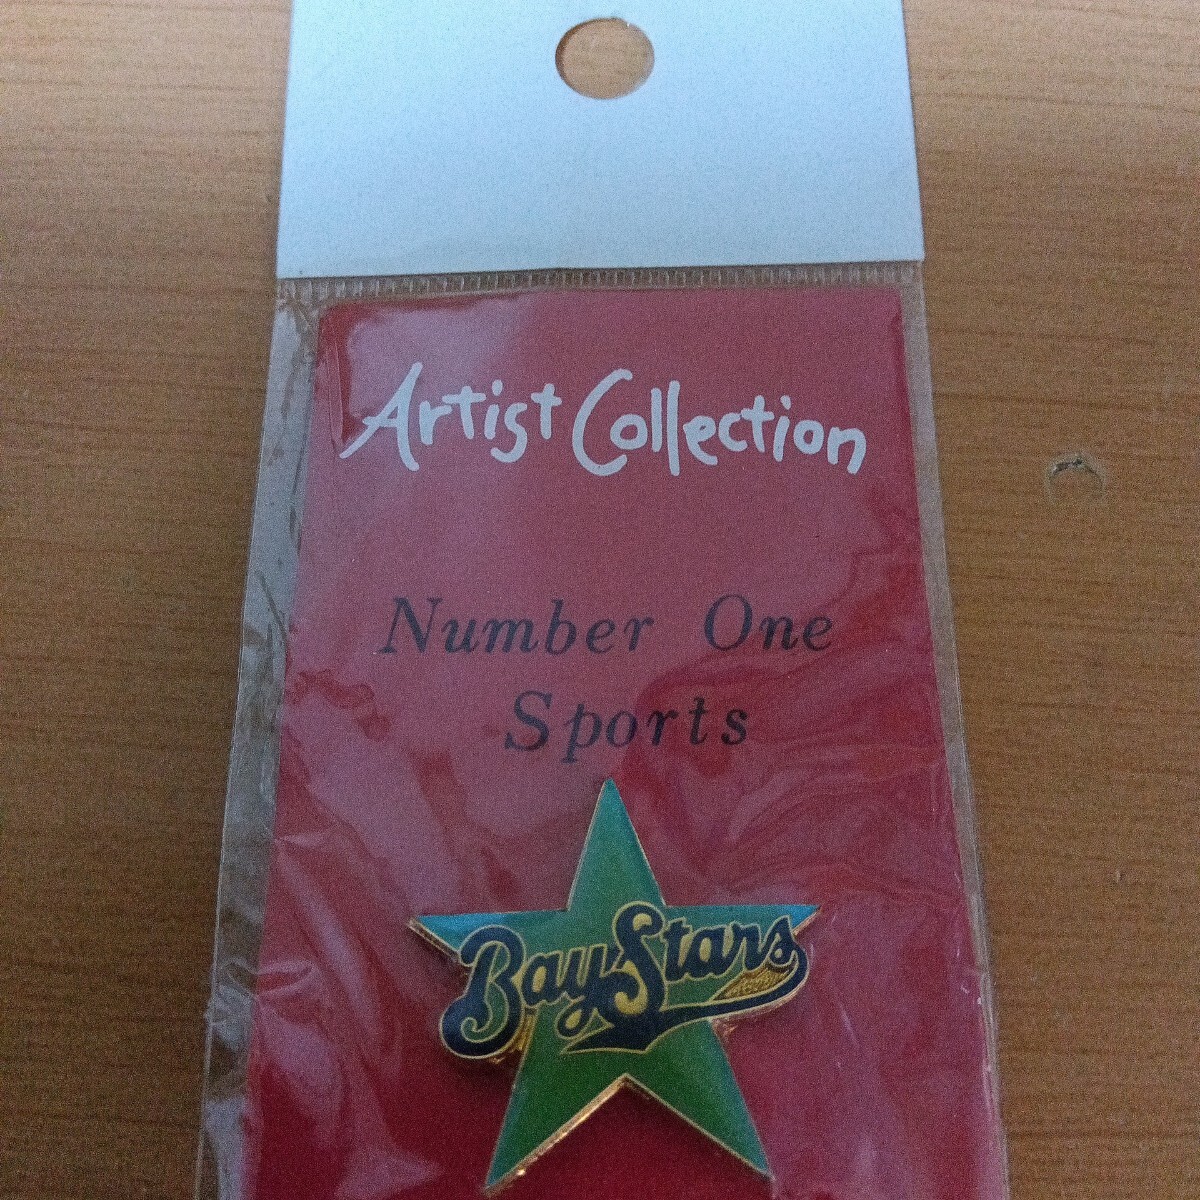 Artist Collection
Number One
Sports
BayStars